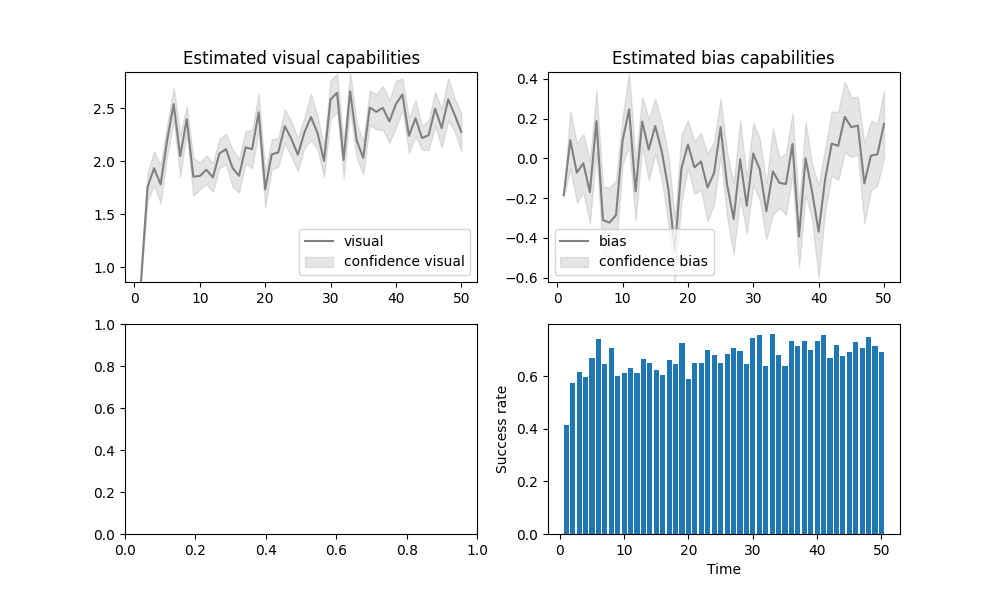 Estimated visual capabilities
2.5
2.0
1.5
1.0
visual
confidence visual
0 10 20 30 40 50
Estimated bias capabilities
0.4
0.2
0.0
−0.2
−0.4
−0.6
bias
confidence bias
0 10 20 30 40 50
1.0
0.8
0.6
0.4
0.2
0.0
0.0 0.2 0.4 0.6 0.8 1.0
Success rate
0.6
0.4
0.2
0.0
0 10 20 30 40 50
Time